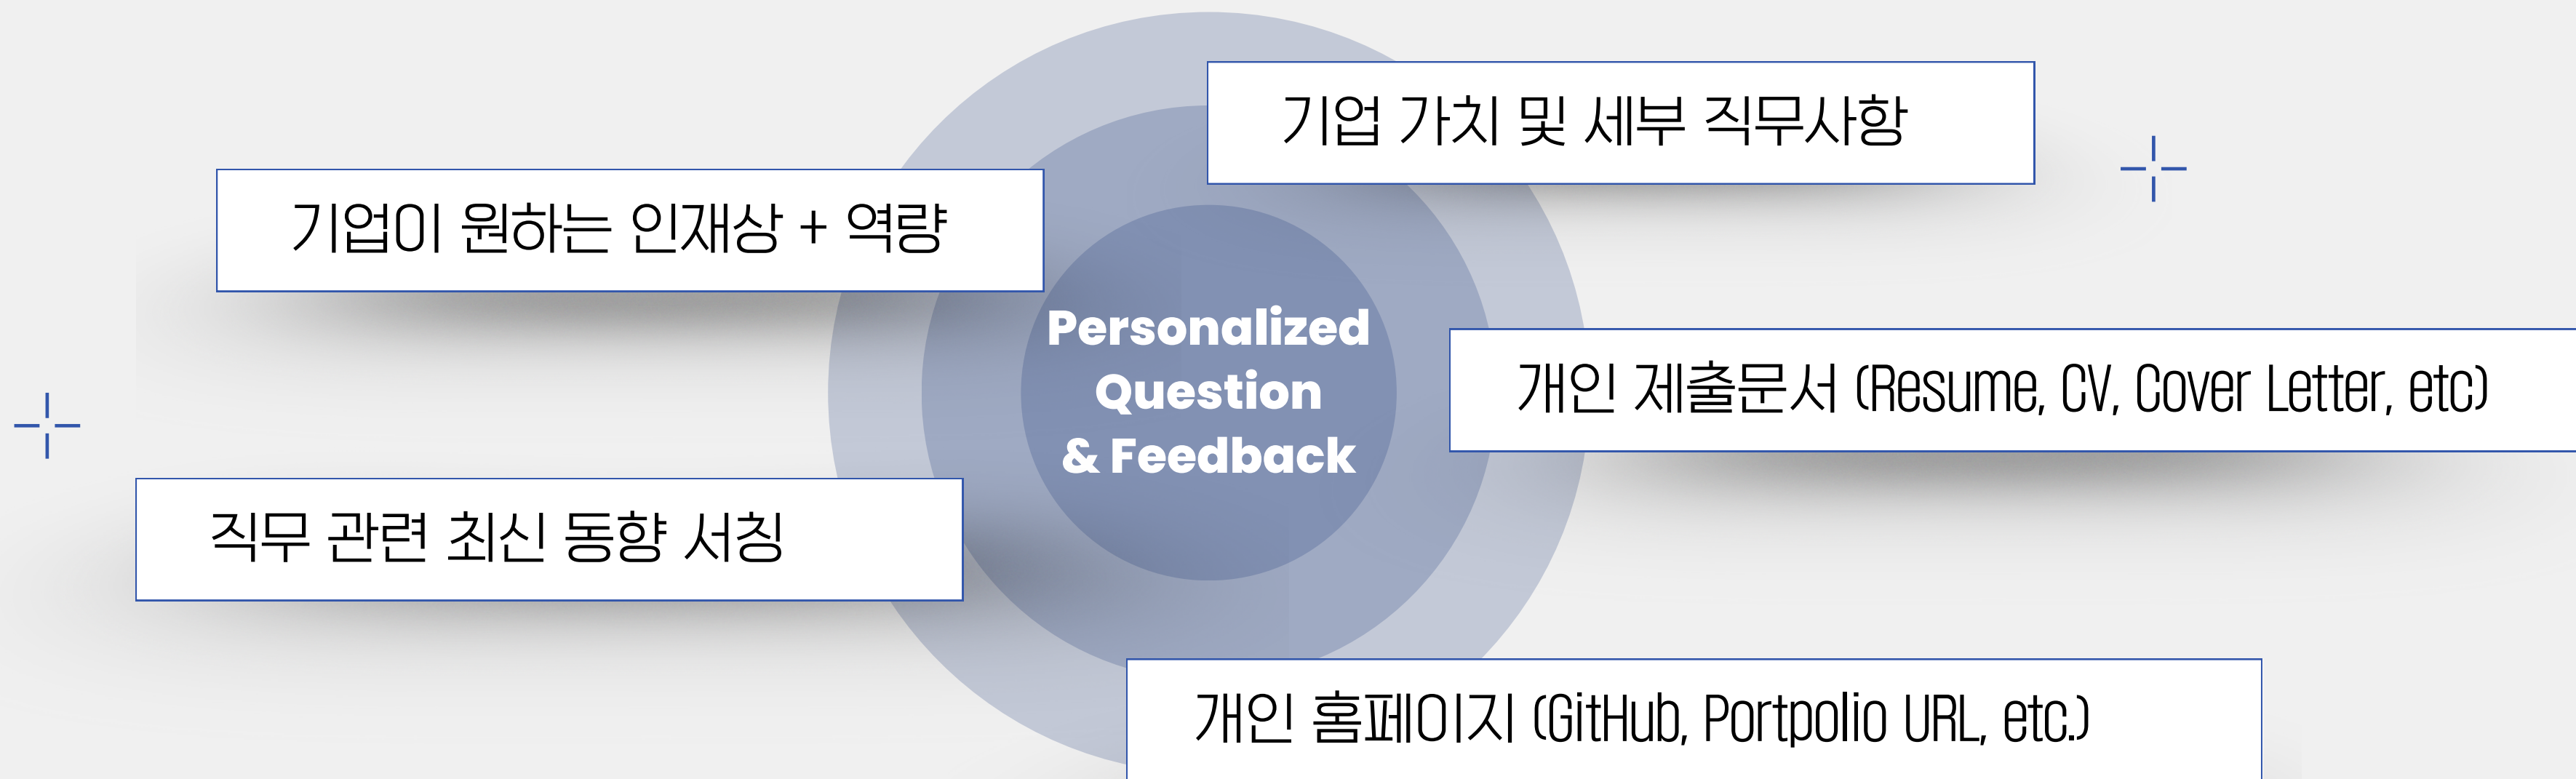 기업 가치 및 세부 직무사항
기업이 원하는 인재상 + 역량
Personalized
Question
& Feedback
개인 제출문서 (Resume, CV, Cover Letter, etc)
직무 관련 최신 동향 서칭
개인 홈페이지 (GitHub, Portpolio URL, etc.)